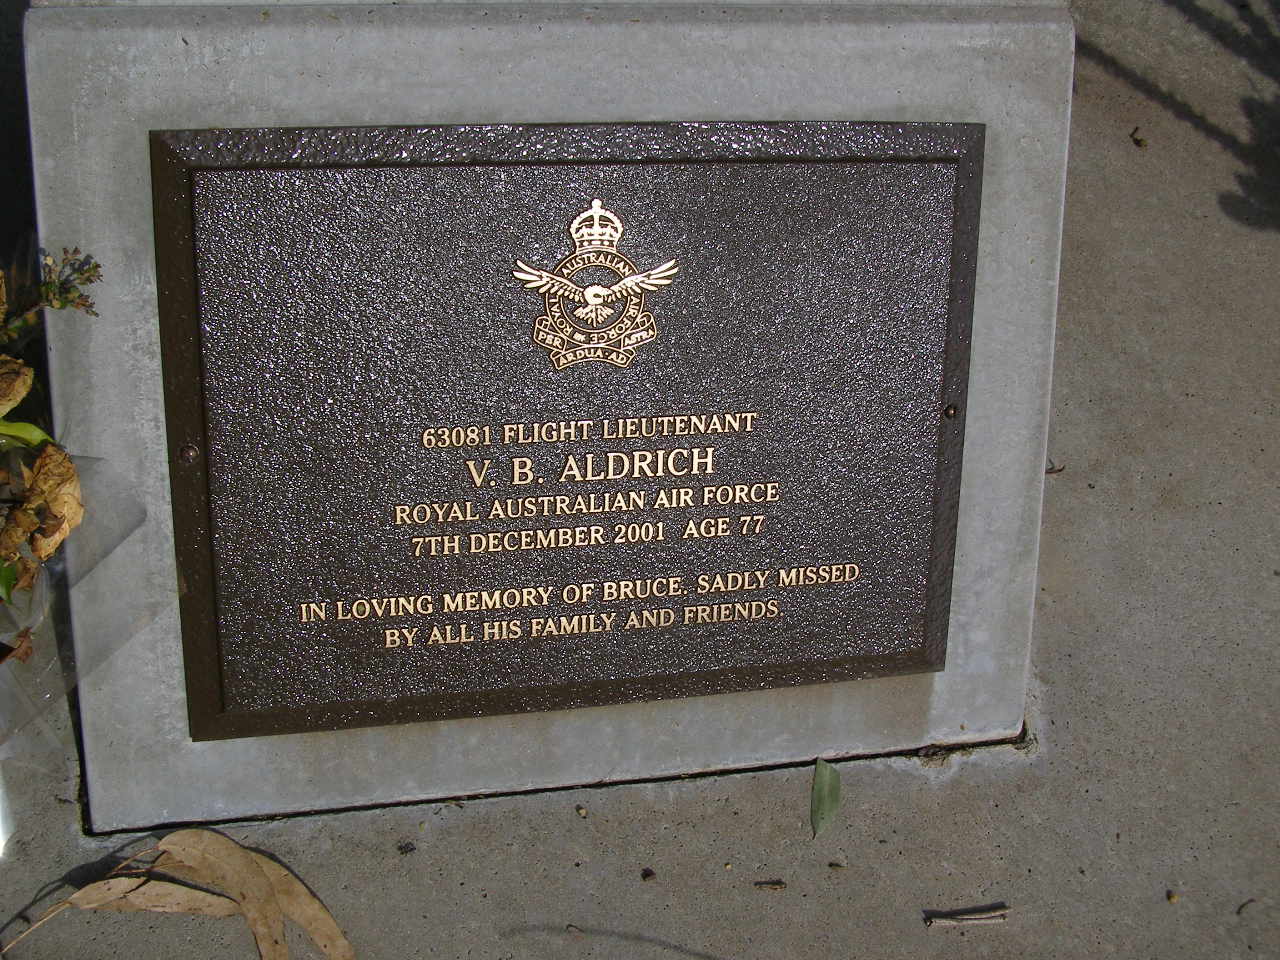 ROYAL AUSTRALIAN AIR FORCE
PER ARDUA · AD ASTRA
63081 FLIGHT LIEUTENANT
V. B. ALDRICH
ROYAL AUSTRALIAN AIR FORCE
7TH DECEMBER 2001 AGE 77
IN LOVING MEMORY OF BRUCE. SADLY MISSED
BY ALL HIS FAMILY AND FRIENDS